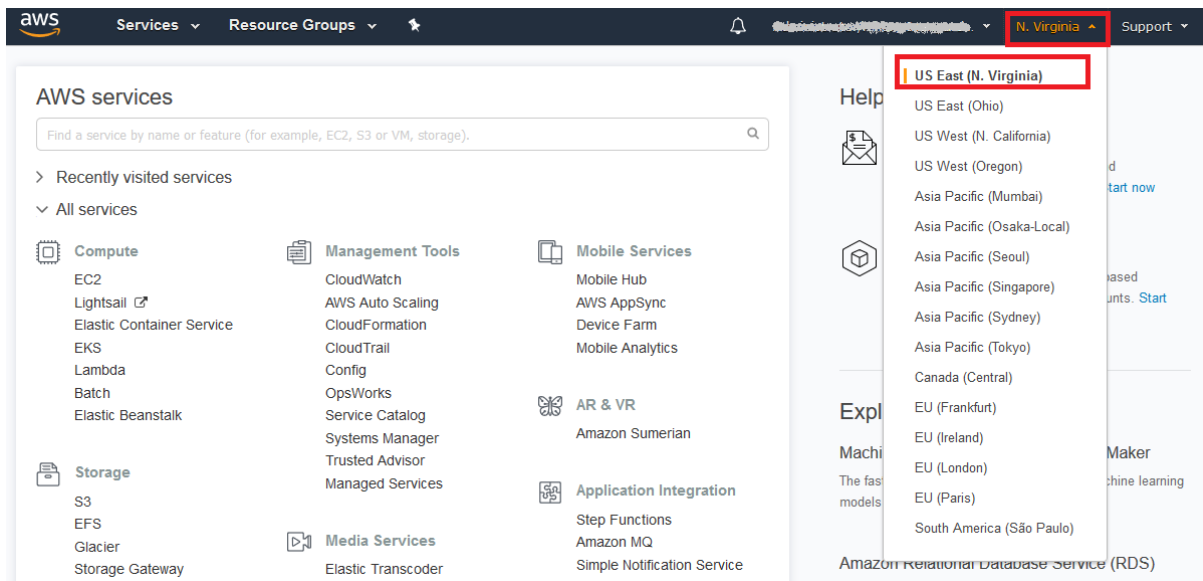 aws Services Resource Groups N. Virginia Support
AWS services
Find a service by name or feature (for example, EC2, S3 or VM, storage).
Recently visited services
All services
Compute
EC2
Lightsail
Elastic Container Service
EKS
Lambda
Batch
Elastic Beanstalk
Storage
S3
EFS
Glacier
Storage Gateway
Management Tools
CloudWatch
AWS Auto Scaling
CloudFormation
CloudTrail
Config
OpsWorks
Service Catalog
Systems Manager
Trusted Advisor
Managed Services
Media Services
Elastic Transcoder
Mobile Services
Mobile Hub
AWS AppSync
Device Farm
Mobile Analytics
AR & VR
Amazon Sumerian
Application Integration
Step Functions
Amazon MQ
Simple Notification Service
US East (N. Virginia)
US East (Ohio)
US West (N. California)
US West (Oregon)
Asia Pacific (Mumbai)
Asia Pacific (Osaka-Local)
Asia Pacific (Seoul)
Asia Pacific (Singapore)
Asia Pacific (Sydney)
Asia Pacific (Tokyo)
Canada (Central)
EU (Frankfurt)
EU (Ireland)
EU (London)
EU (Paris)
South America (São Paulo)
Help
d
tart now
based
unts. Start
Expl
Machi Maker
The fas chine learning
models
Amazon Relational Database Service (RDS)